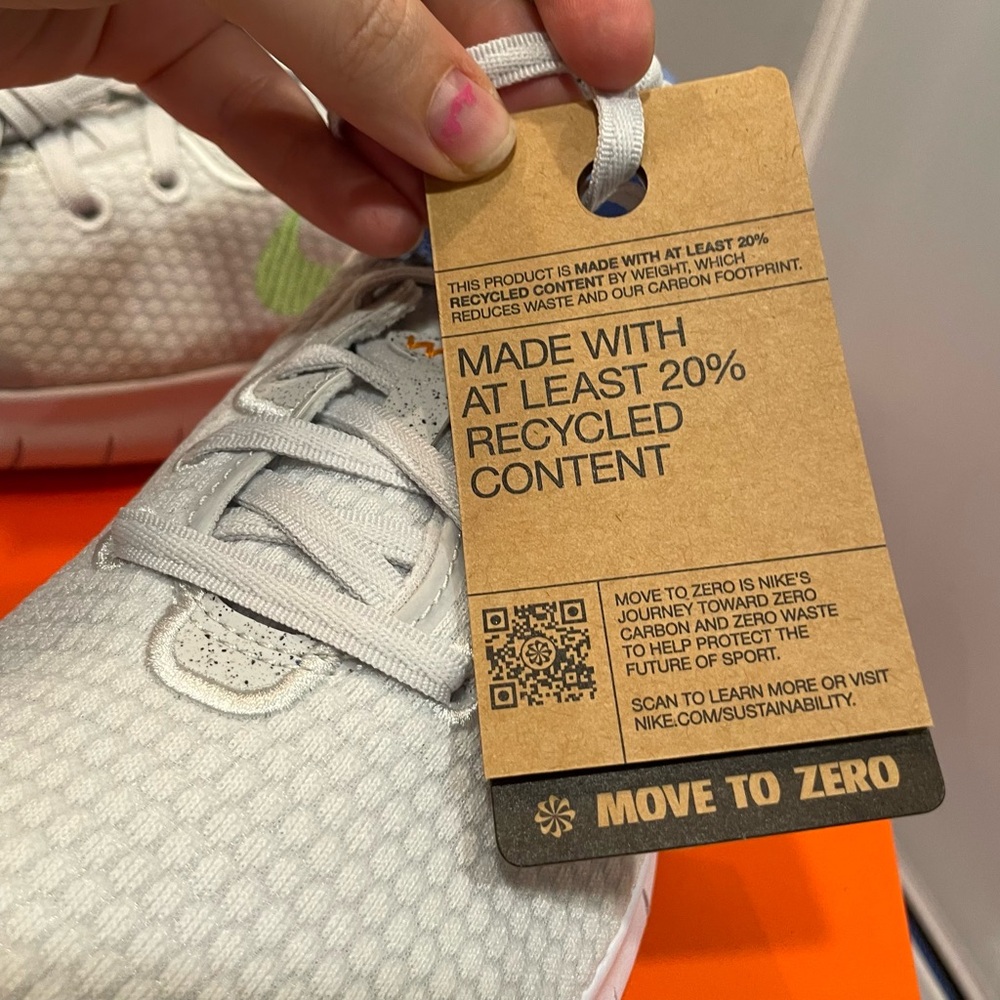 THIS PRODUCT IS MADE WITH AT LEAST 20%
RECYCLED CONTENT BY WEIGHT, WHICH
REDUCES WASTE AND OUR CARBON FOOTPRINT.
MADE WITH
AT LEAST 20%
RECYCLED
CONTENT
MOVE TO ZERO IS NIKE'S
JOURNEY TOWARD ZERO
CARBON AND ZERO WASTE
TO HELP PROTECT THE
FUTURE OF SPORT.
SCAN TO LEARN MORE OR VISIT
NIKE.COM/SUSTAINABILITY.
MOVE TO ZERO